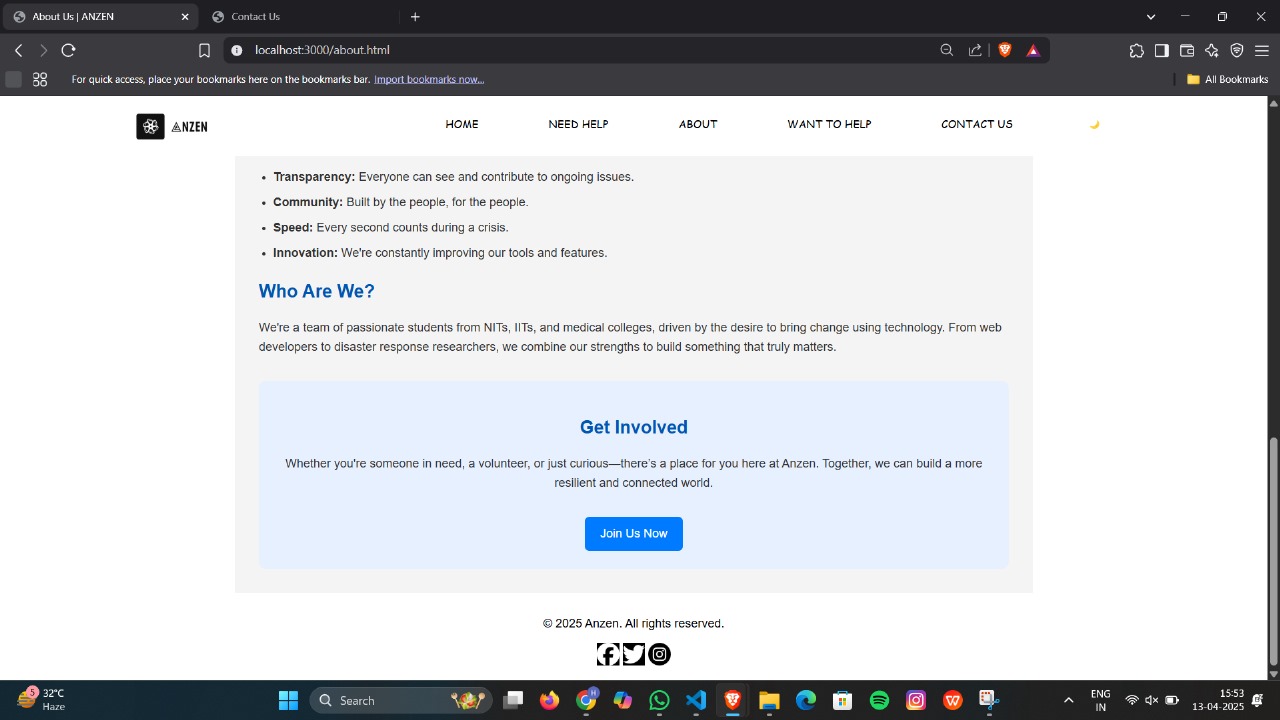 About Us | ANZEN
Contact Us
localhost:3000/about.html
For quick access, place your bookmarks here on the bookmarks bar. Import bookmarks now...
All Bookmarks
ANZEN
HOME
NEED HELP
ABOUT
WANT TO HELP
CONTACT US
• Transparency: Everyone can see and contribute to ongoing issues.
• Community: Built by the people, for the people.
• Speed: Every second counts during a crisis.
• Innovation: We're constantly improving our tools and features.
Who Are We?
We're a team of passionate students from NITs, IITs, and medical colleges, driven by the desire to bring change using technology. From web
developers to disaster response researchers, we combine our strengths to build something that truly matters.
Get Involved
Whether you're someone in need, a volunteer, or just curious—there's a place for you here at Anzen. Together, we can build a more
resilient and connected world.
Join Us Now
© 2025 Anzen. All rights reserved.
5
32°C
Haze
Search
H
W
ENG
IN
15:53
13-04-2025